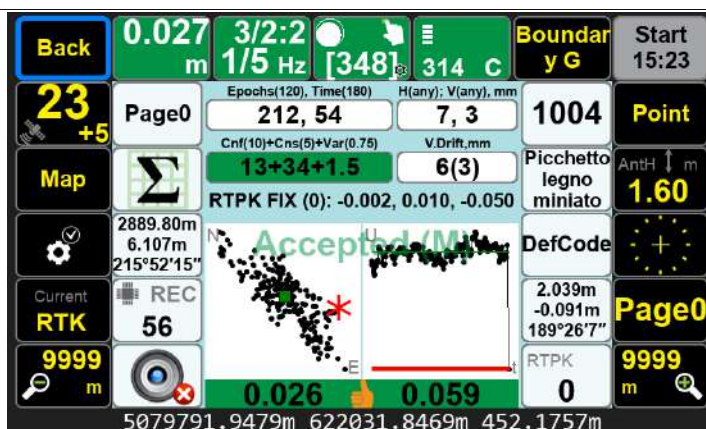 Back
0.027
m
3/2:2
1/5 Hz
[348]
314 C
Boundar
y G
Start
15:23
23
+5
Page0
Epochs(120), Time(180)
212, 54
H(any); V(any), mm
7, 3
1004
Point
Map
Σ
Cnf(10)+Cns(5)+Var(0.75)
13+34+1.5
V.Drift,mm
6(3)
Picchetto
legno
miniato
AntH m
1.60
RTPK FIX (0): -0.002, 0.010, -0.050
2889.80m
6.107m
215°52'15"
N
Accepted (M)
U
DefCode
Current
RTK
REC
56
2.039m
-0.091m
189°26'7"
Page0
E
t
9999
m
0.026
0.059
RTPK
0
9999
m
5079791.9479m 622031.8469m 452.1757m